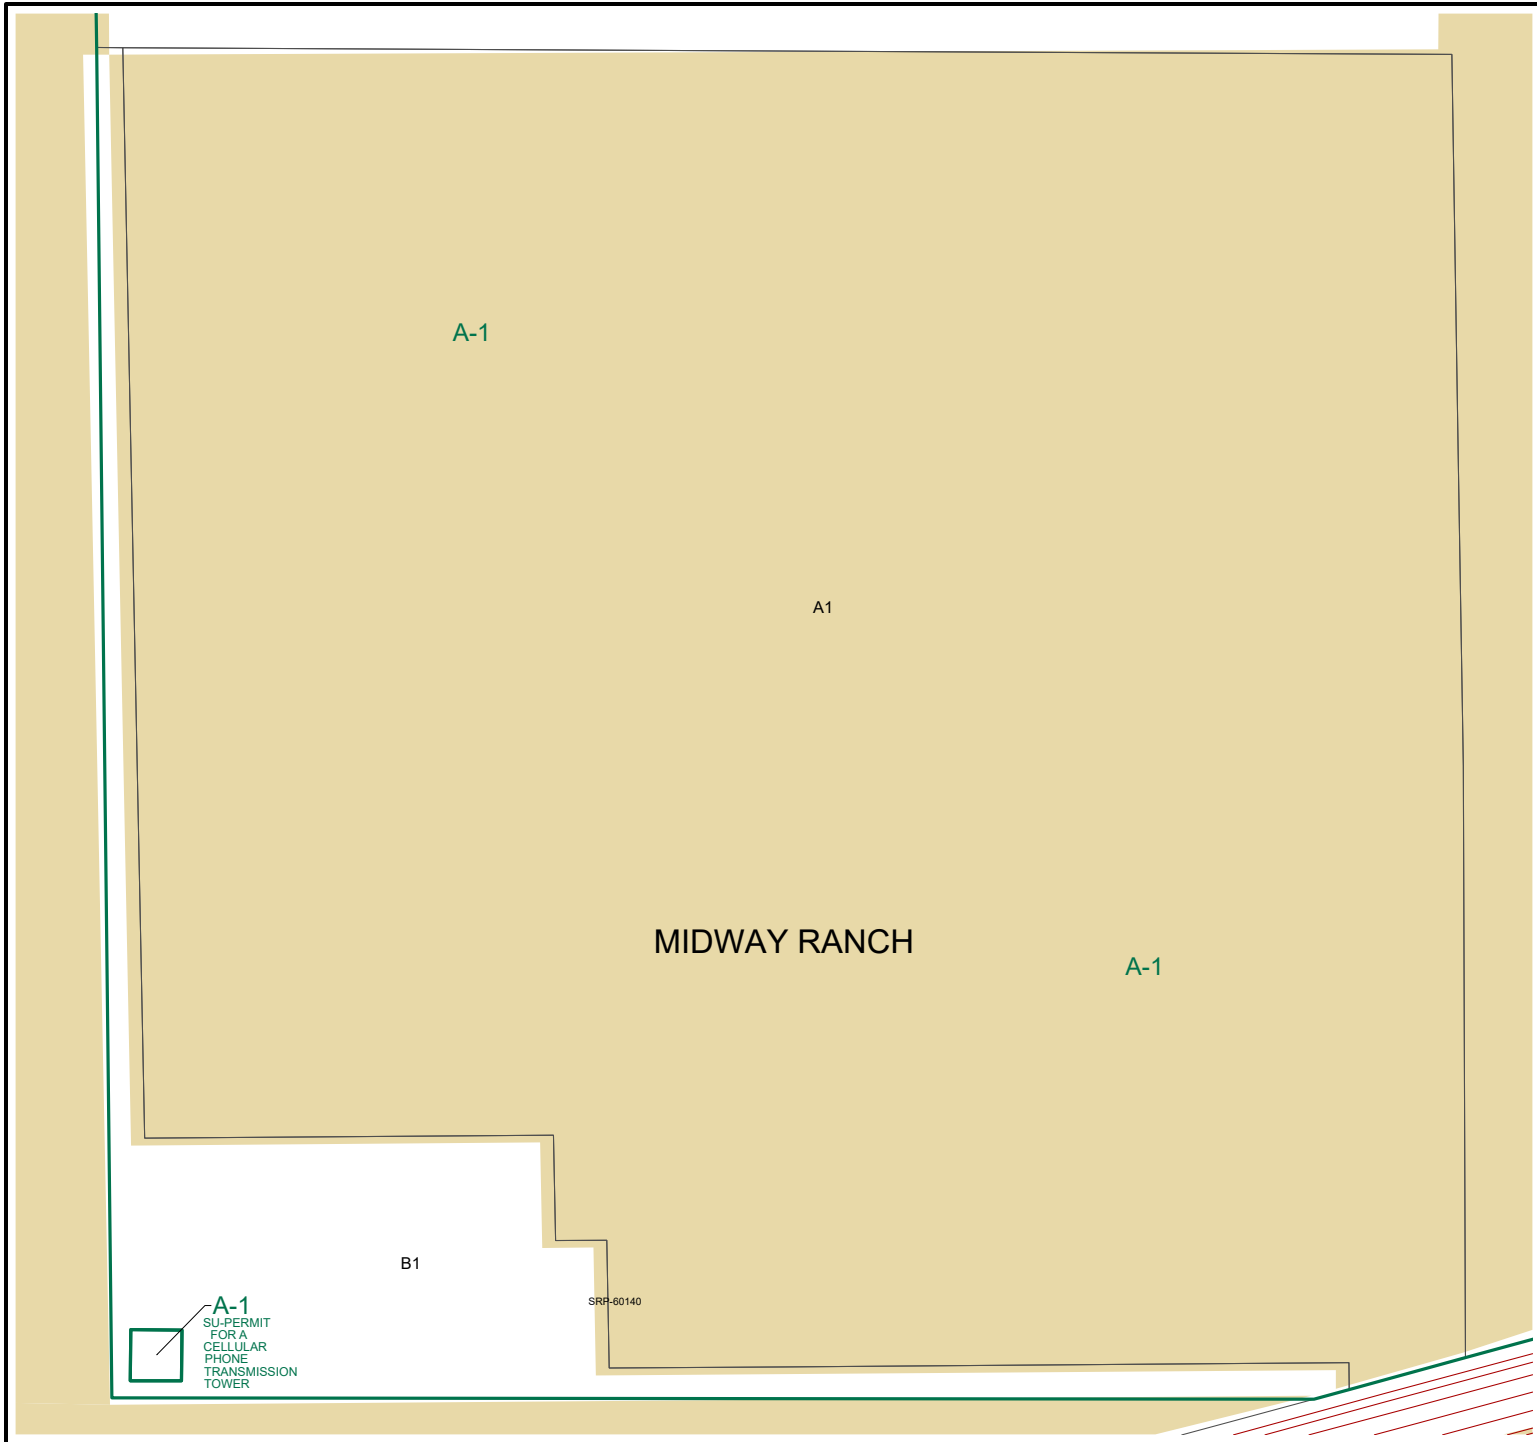 A-1
A1
MIDWAY RANCH
A-1
B1
SRP-60140
A-1
SU-PERMIT
FOR A
CELLULAR
PHONE
TRANSMISSION
TOWER